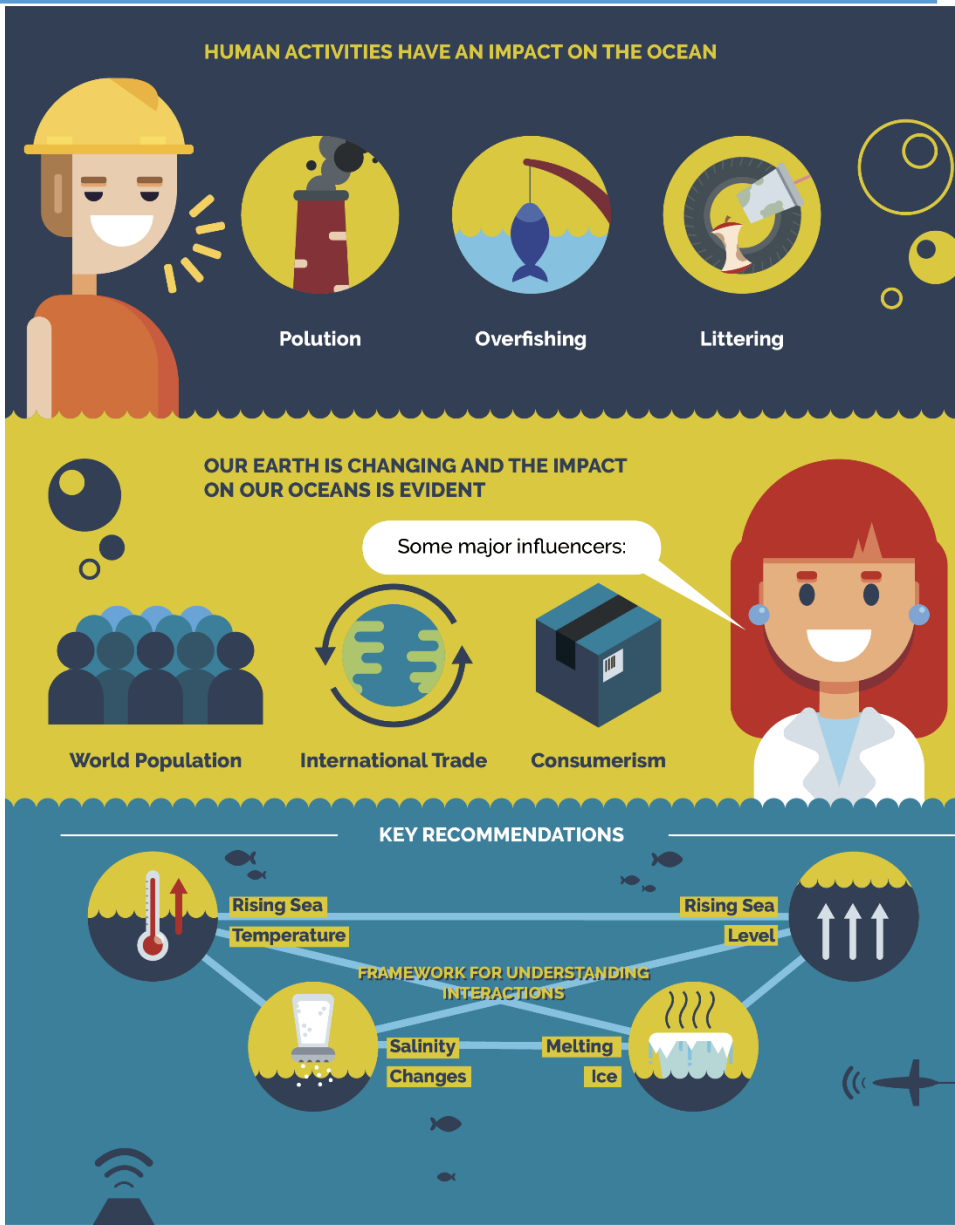 HUMAN ACTIVITIES HAVE AN IMPACT ON THE OCEAN
Polution
Overfishing
Littering
OUR EARTH IS CHANGING AND THE IMPACT
ON OUR OCEANS IS EVIDENT
Some major influencers:
World Population
International Trade
Consumerism
KEY RECOMMENDATIONS
Rising Sea
Temperature
Rising Sea
Level
FRAMEWORK FOR UNDERSTANDING
INTERACTIONS
Salinity
Changes
Melting
Ice